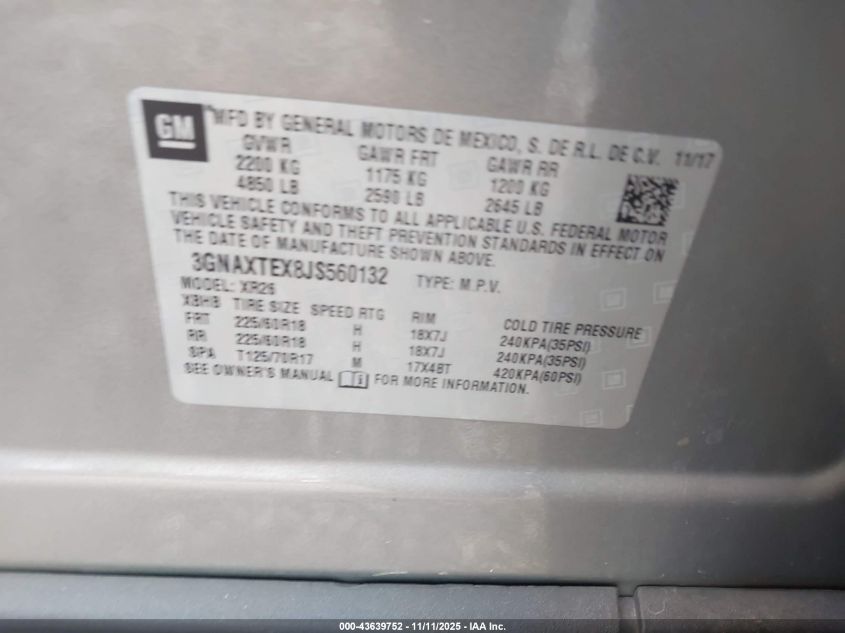 GM
MFD BY GENERAL MOTORS DE MEXICO, S. DE R.L. DE C.V. 11/17
GVWR GAWR FRT GAWR RR
2200 KG 1175 KG 1200 KG
4850 LB 2590 LB 2645 LB
THIS VEHICLE CONFORMS TO ALL APPLICABLE U.S. FEDERAL MOTOR
VEHICLE SAFETY AND THEFT PREVENTION STANDARDS IN EFFECT ON
THE DATE OF MANUFACTURE SHOWN ABOVE.
3GNAXTEX8JS560132 TYPE: M.P.V.
MODEL: XR26
XBHB TIRE SIZE SPEED RTG RIM COLD TIRE PRESSURE
FRT 225/60R18 H 18X7J 240KPA(35PSI)
RR 225/60R18 H 18X7J 240KPA(35PSI)
SPA T125/70R17 M 17X4BT 420KPA(60PSI)
SEE OWNER'S MANUAL FOR MORE INFORMATION.
000-43639752 - 11/11/2025 - IAA Inc.